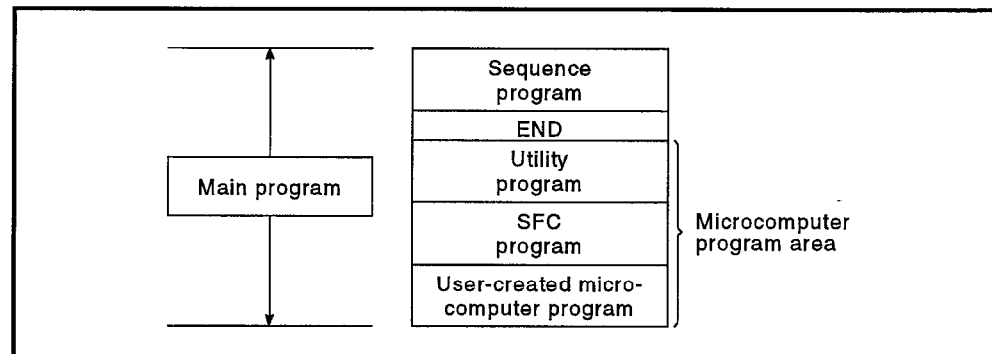 Sequence
program
END
Utility
program
Main program
SFC
program
Microcomputer
program area
User-created micro-
computer program